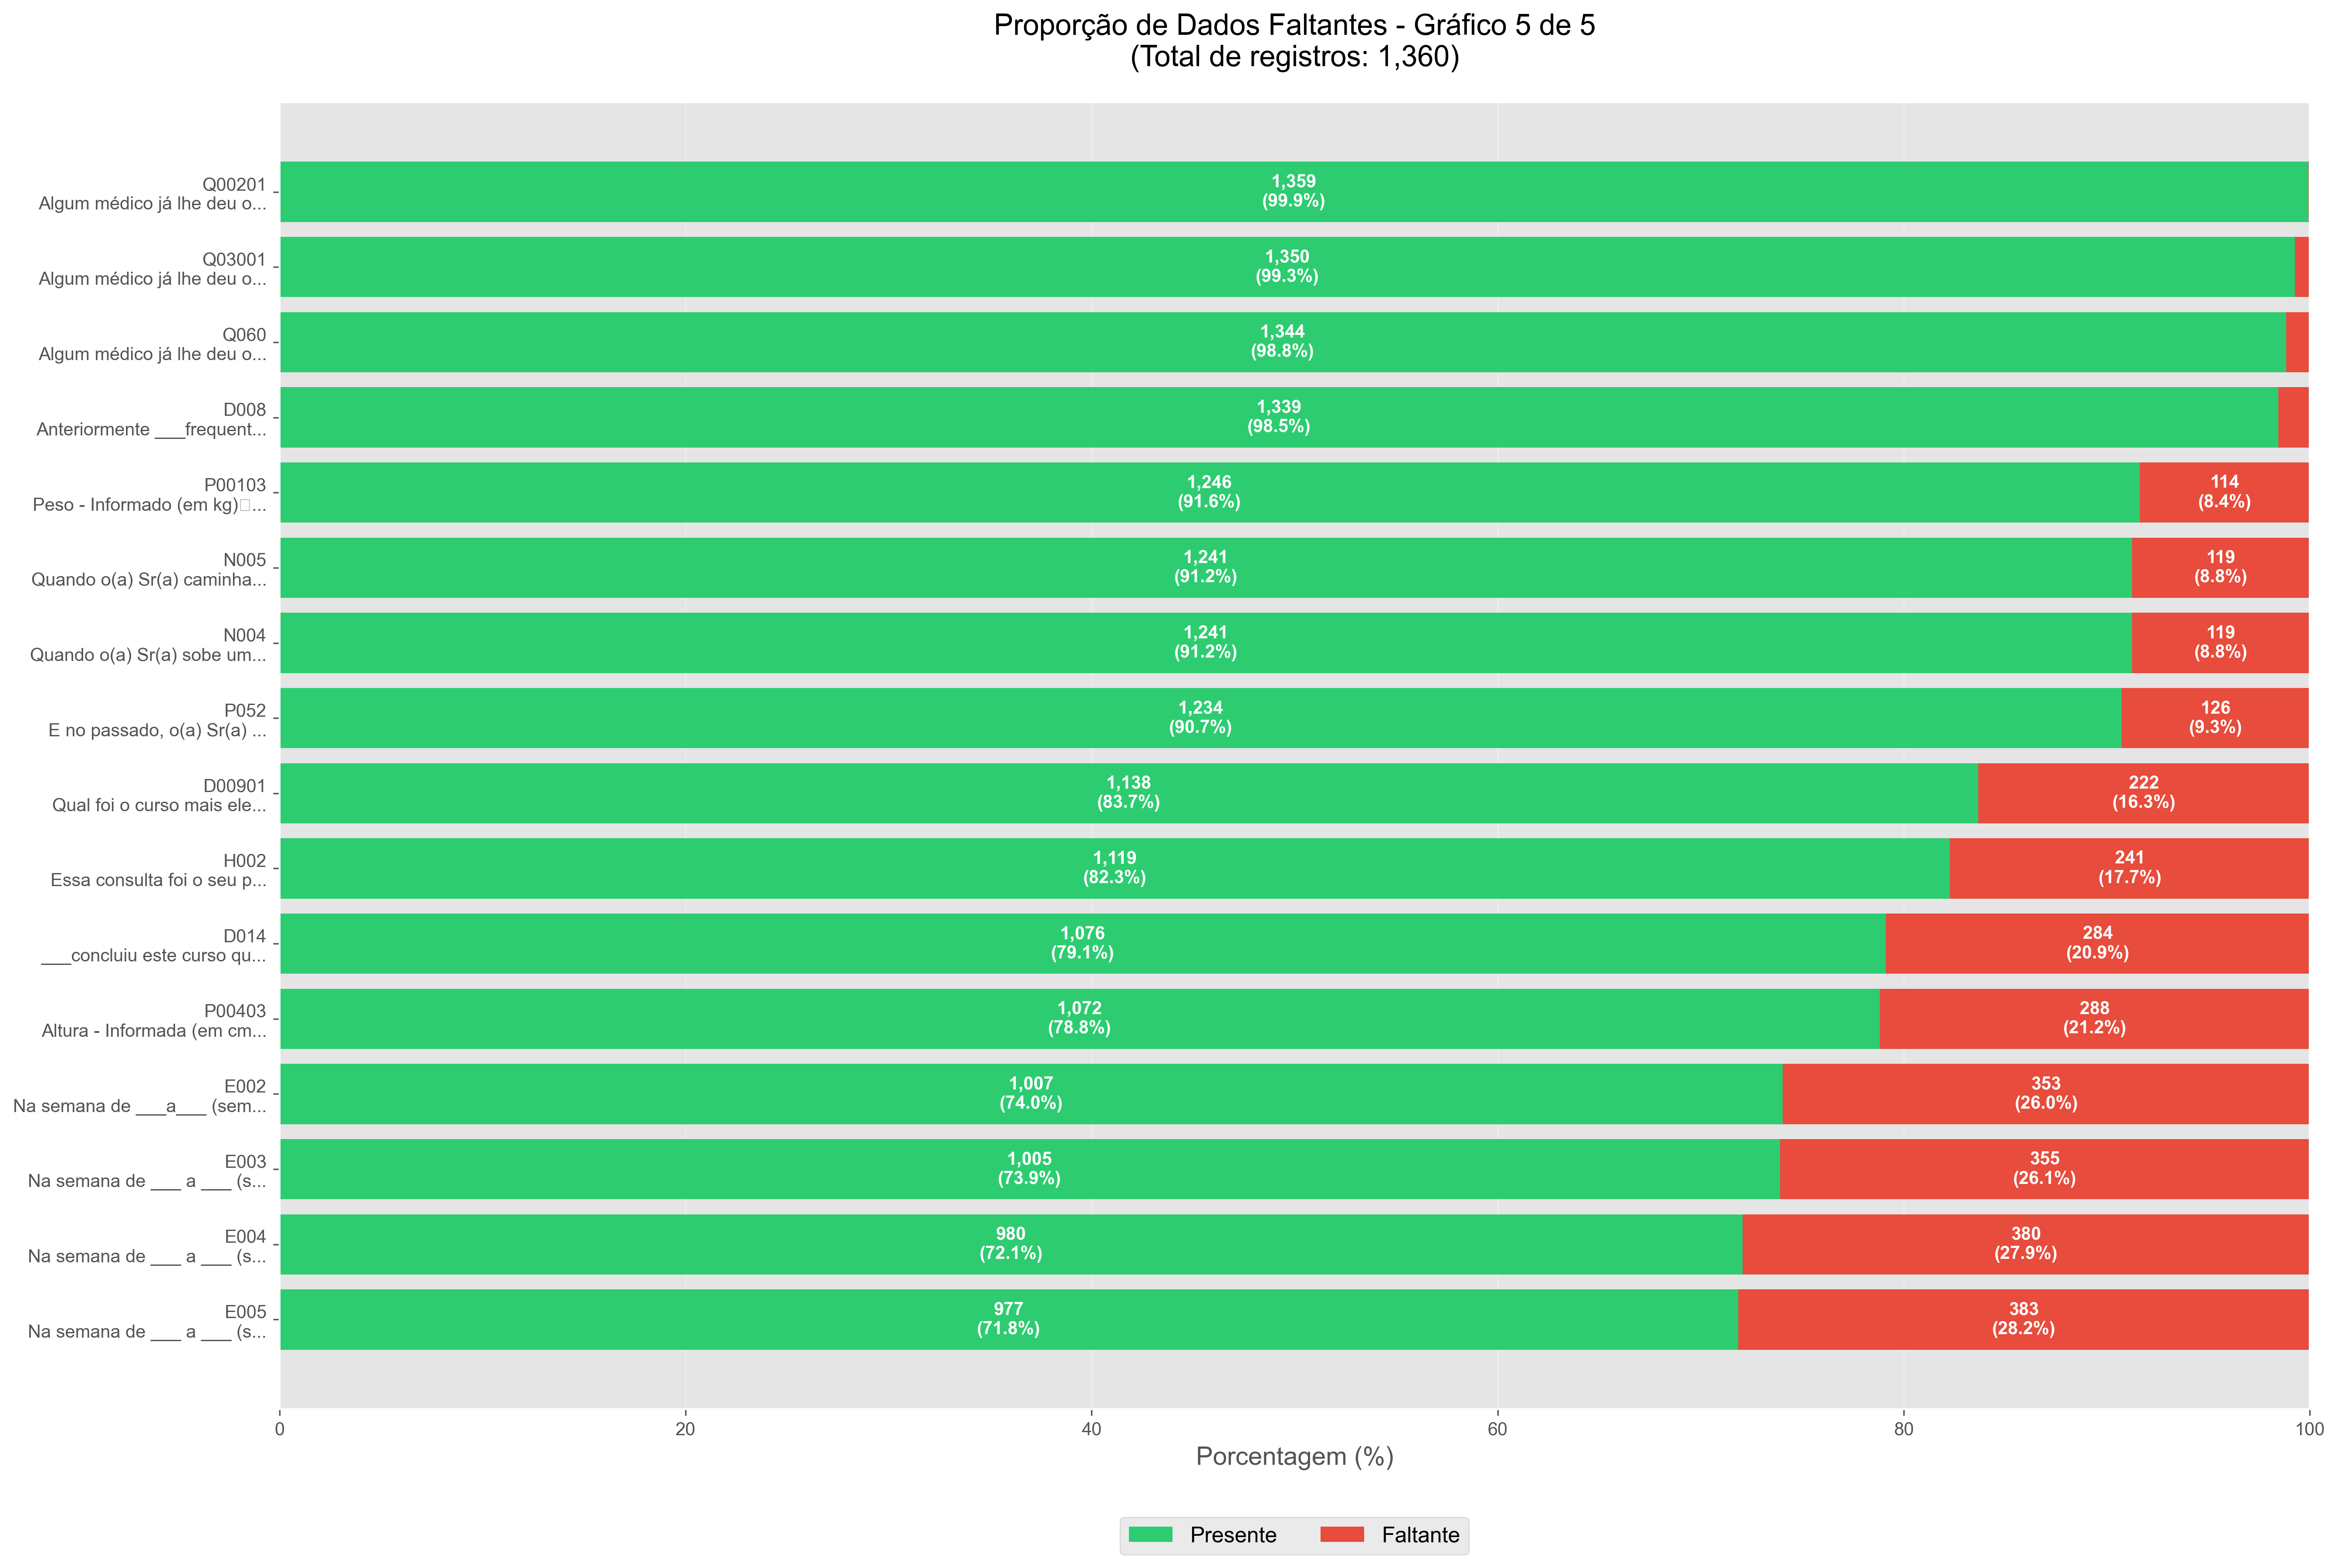 Proporção de Dados Faltantes - Gráfico 5 de 5
(Total de registros: 1,360)
Q00201
Algum médico já lhe deu o...
1,359
(99.9%)
Q03001
Algum médico já lhe deu o...
1,350
(99.3%)
Q060
Algum médico já lhe deu o...
1,344
(98.8%)
D008
Anteriormente ___frequent...
1,339
(98.5%)
P00103
Peso - Informado (em kg)□...
1,246
(91.6%)
114
(8.4%)
N005
Quando o(a) Sr(a) caminha...
1,241
(91.2%)
119
(8.8%)
N004
Quando o(a) Sr(a) sobe um...
1,241
(91.2%)
119
(8.8%)
P052
E no passado, o(a) Sr(a) ...
1,234
(90.7%)
126
(9.3%)
D00901
Qual foi o curso mais ele...
1,138
(83.7%)
222
(16.3%)
H002
Essa consulta foi o seu p...
1,119
(82.3%)
241
(17.7%)
D014
___concluiu este curso qu...
1,076
(79.1%)
284
(20.9%)
P00403
Altura - Informada (em cm...
1,072
(78.8%)
288
(21.2%)
E002
Na semana de ___a___ (sem...
1,007
(74.0%)
353
(26.0%)
E003
Na semana de ___ a ___ (s...
1,005
(73.9%)
355
(26.1%)
E004
Na semana de ___ a ___ (s...
980
(72.1%)
380
(27.9%)
E005
Na semana de ___ a ___ (s...
977
(71.8%)
383
(28.2%)
0 20 40 60 80 100
Porcentagem (%)
Presente Faltante